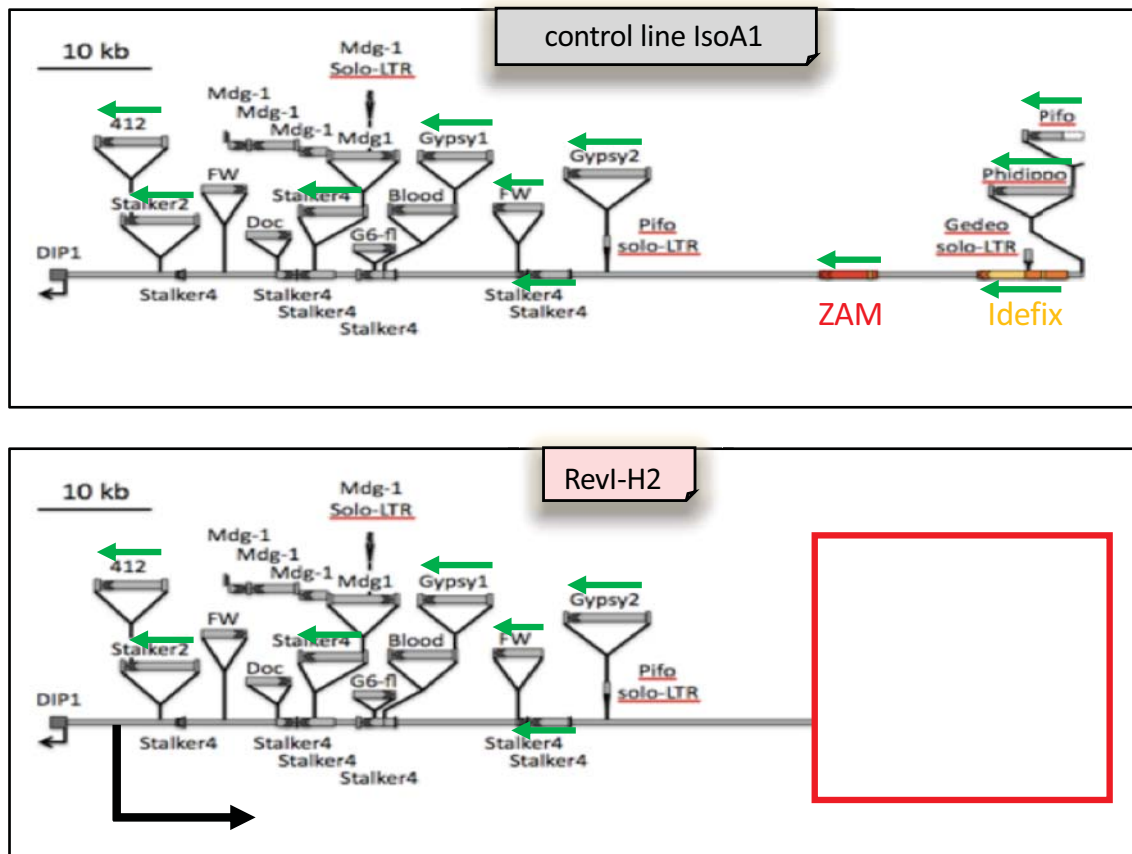 control line IsoA1
10 kb
Mdg-1
Solo-LTR
Mdg-1
Mdg-1
Mdg-1
412
Mdg1
Gypsy1
Gypsy2
Pifo
FW
Stalker4
Blood
FW
Phidippo
Stalker2
Doc
G6-fl
Pifo
solo-LTR
Gedeo
solo-LTR
DIP1
Stalker4
Stalker4
Stalker4
Stalker4
Stalker4
Stalker4
ZAM
Idefix
RevI-H2
10 kb
Mdg-1
Solo-LTR
Mdg-1
Mdg-1
Mdg-1
412
Mdg1
Gypsy1
Gypsy2
FW
Stalker4
Blood
FW
Stalker2
Doc
G6-fl
Pifo
solo-LTR
DIP1
Stalker4
Stalker4
Stalker4
Stalker4
Stalker4
Stalker4